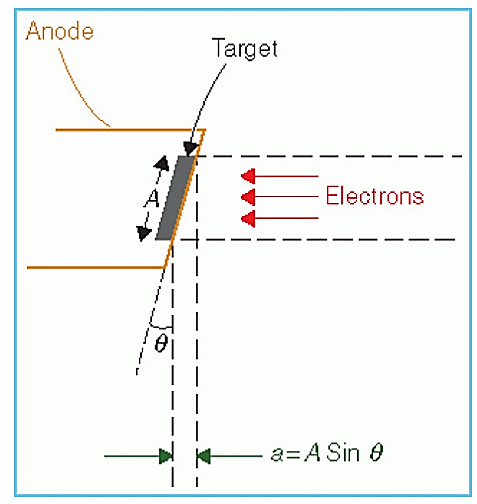 Anode
Target
A
Electrons
θ
a = A Sin θ